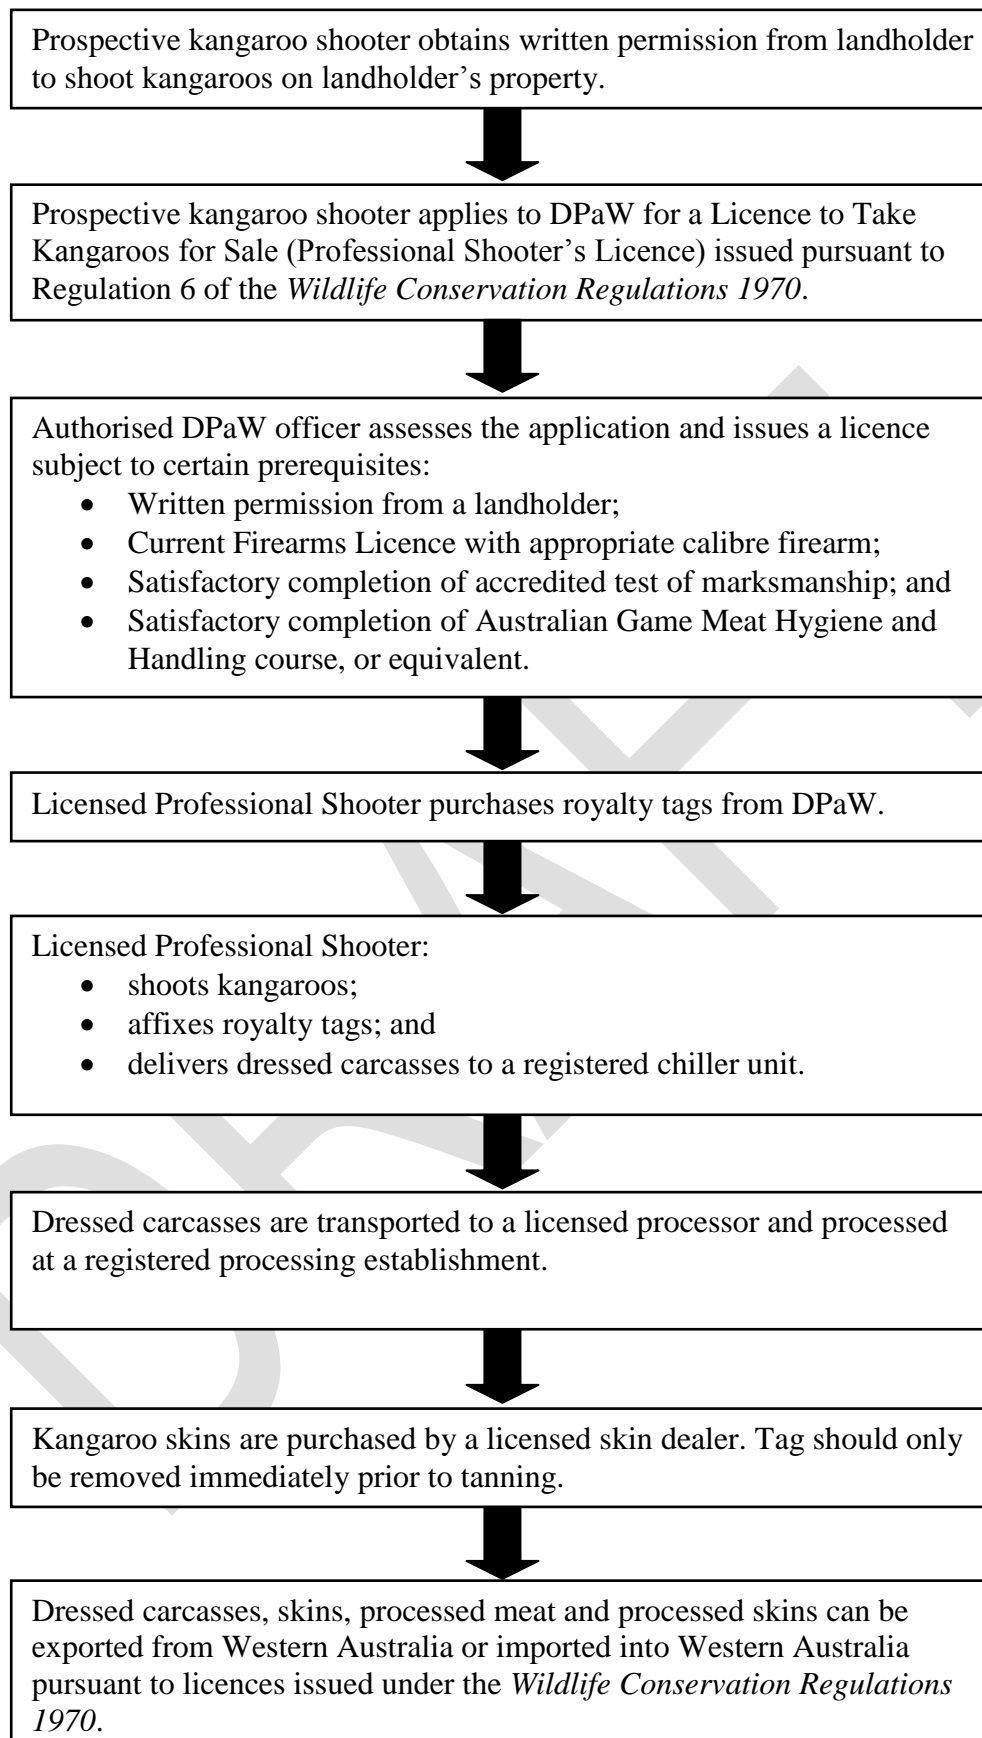 Prospective kangaroo shooter obtains written permission from landholder
to shoot kangaroos on landholder’s property.
Prospective kangaroo shooter applies to DPaW for a Licence to Take
Kangaroos for Sale (Professional Shooter’s Licence) issued pursuant to
Regulation 6 of the Wildlife Conservation Regulations 1970.
Authorised DPaW officer assesses the application and issues a licence
subject to certain prerequisites:
• Written permission from a landholder;
• Current Firearms Licence with appropriate calibre firearm;
• Satisfactory completion of accredited test of marksmanship; and
• Satisfactory completion of Australian Game Meat Hygiene and
Handling course, or equivalent.
Licensed Professional Shooter purchases royalty tags from DPaW.
Licensed Professional Shooter:
• shoots kangaroos;
• affixes royalty tags; and
• delivers dressed carcasses to a registered chiller unit.
Dressed carcasses are transported to a licensed processor and processed
at a registered processing establishment.
Kangaroo skins are purchased by a licensed skin dealer. Tag should only
be removed immediately prior to tanning.
Dressed carcasses, skins, processed meat and processed skins can be
exported from Western Australia or imported into Western Australia
pursuant to licences issued under the Wildlife Conservation Regulations
1970.
DRAFT